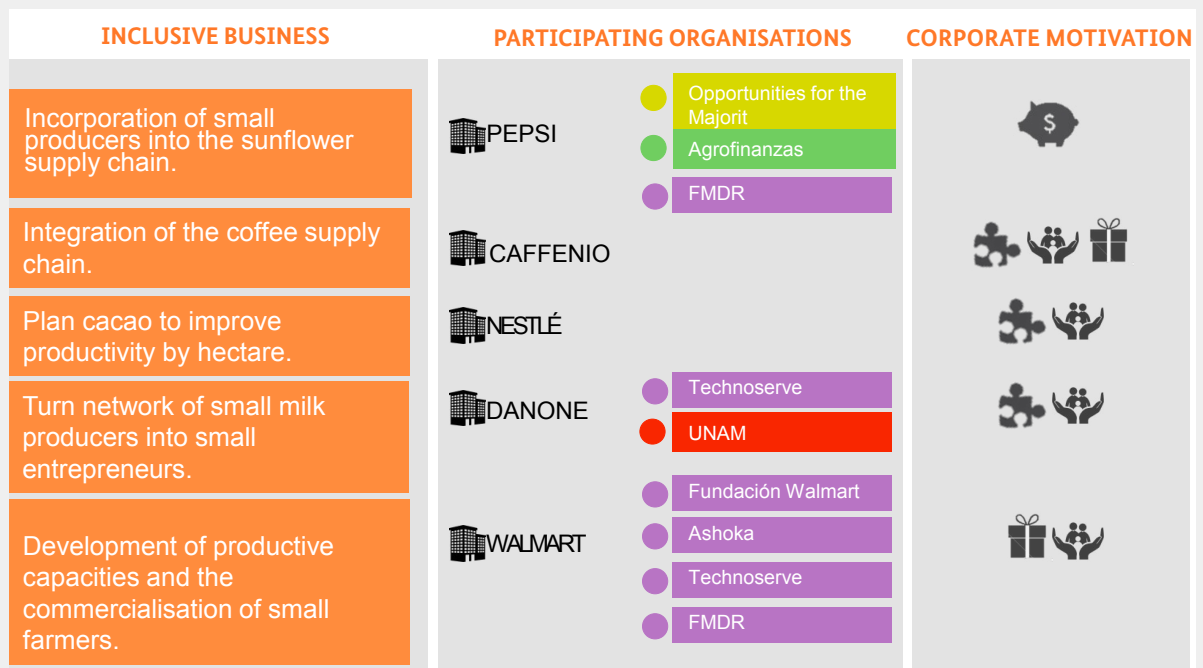 INCLUSIVE BUSINESS
PARTICIPATING ORGANISATIONS
CORPORATE MOTIVATION
Incorporation of small
producers into the sunflower
supply chain.
PEPSI
Opportunities for the
Majorit
Agrofinanzas
FMDR
$
Integration of the coffee supply
chain.
CAFFENIO
Plan cacao to improve
productivity by hectare.
NESTLÉ
Turn network of small milk
producers into small
entrepreneurs.
DANONE
Technoserve
UNAM
Development of productive
capacities and the
commercialisation of small
farmers.
WALMART
Fundación Walmart
Ashoka
Technoserve
FMDR